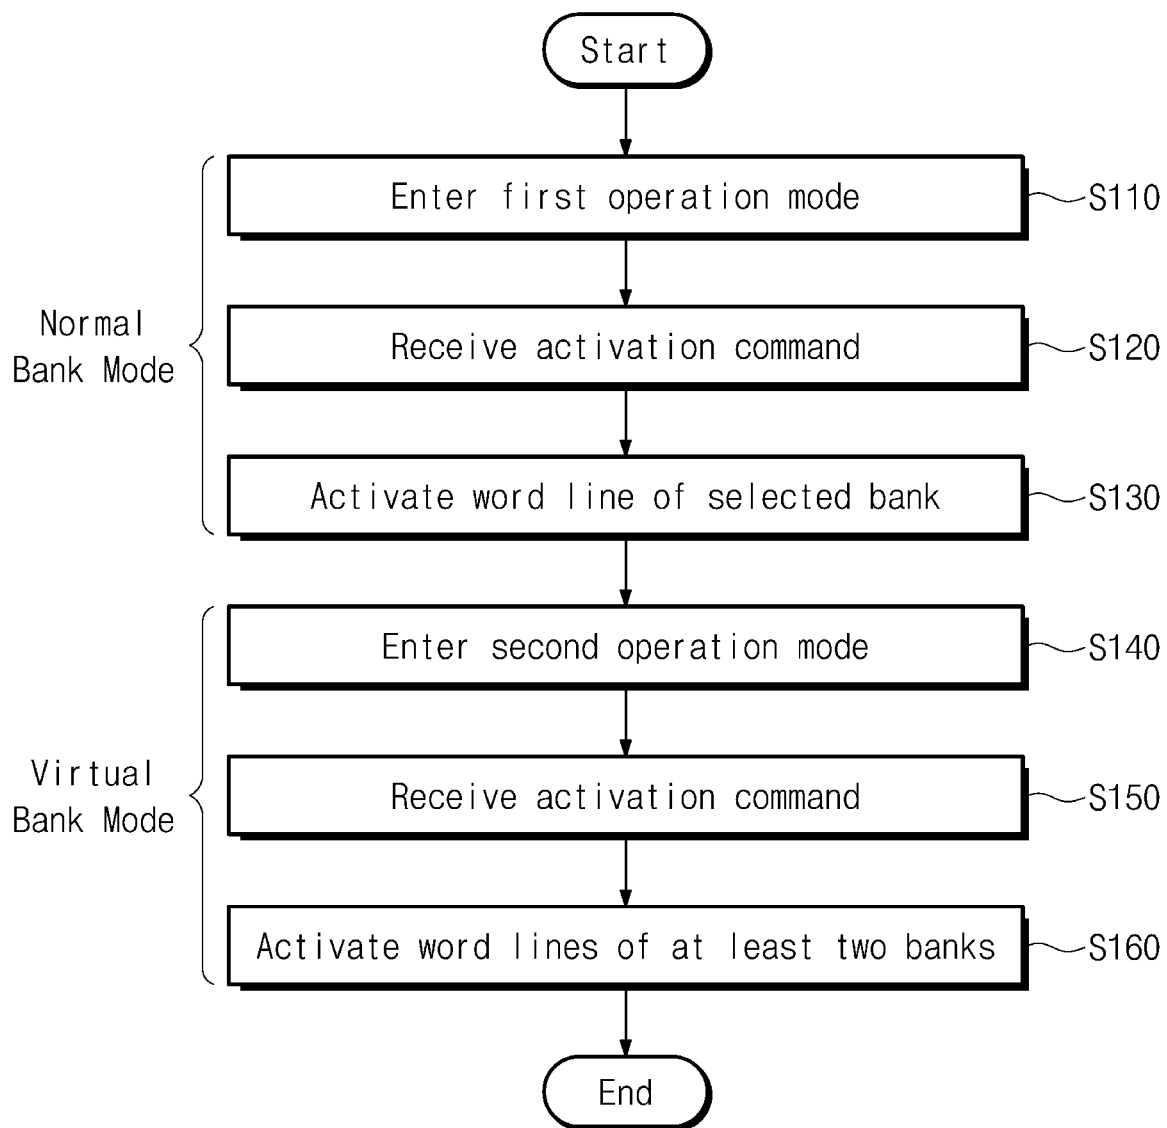 Start
Enter first operation mode
S110
Normal
Bank Mode
Receive activation command
S120
Activate word line of selected bank
S130
Enter second operation mode
S140
Virtual
Bank Mode
Receive activation command
S150
Activate word lines of at least two banks
S160
End